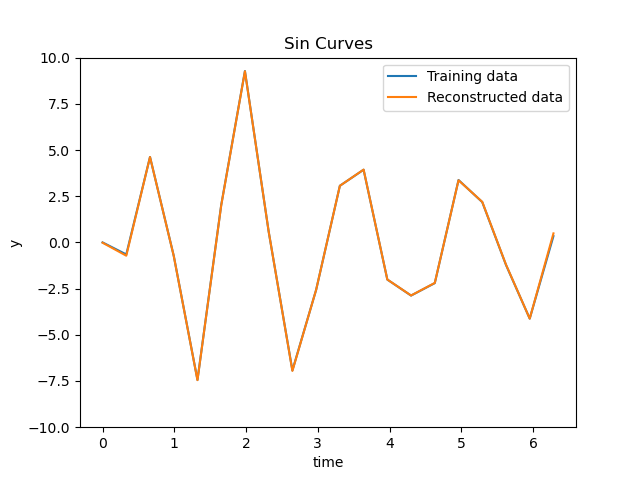 Sin Curves
Training data
Reconstructed data
y
10.0
7.5
5.0
2.5
0.0
−2.5
−5.0
−7.5
−10.0
0 1 2 3 4 5 6
time